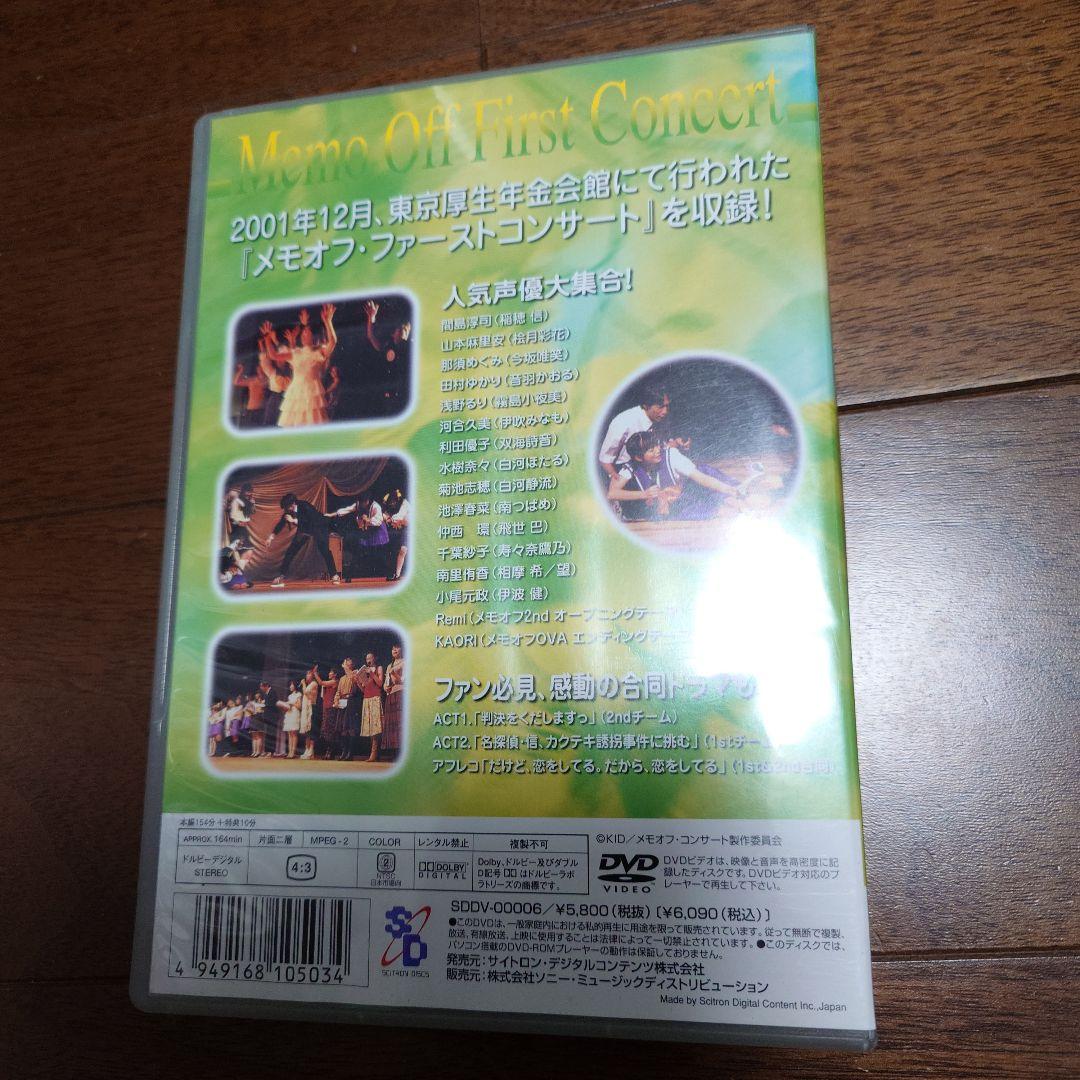 Memo Off First Concert
2001年12月、東京厚生年金会館にて行われた
『メモオフ・ファーストコンサート』を収録!
人気声優大集合!
間島淳司(稲穂 信)
山本麻里安(桧月彩花)
那須めぐみ(今坂唯笑)
田村ゆかり(音羽かおる)
浅野るり(霧島小夜美)
河合久美(伊吹みなも)
利田優子(双海詩音)
水樹奈々(白河ほたる)
菊池志穂(白河静流)
池澤春菜(南つばめ)
仲西 環(飛世 巴)
千葉紗子(寿々奈鷹乃)
南里侑香(相摩 希/望)
小尾元政(伊波 健)
Remi(メモオフ2nd オープニングテーマ
KAORI(メモオフOVA エンディングテーマ
ファン必見、感動の合同ドラマも
ACT1.「判決をくだしますっ」(2ndチーム)
ACT2.「名探偵・信、カクテキ誘拐事件に挑む」(1stチーム
アフレコ「だけど、恋をしてる。だから、恋をしてる」(1st&2nd合同)
本編154分+特典10分
APPROX. 164min 片面二層 MPEG-2 COLOR レンタル禁止 複製不可
ドルビーデジタル STEREO 4:3 2 NTSC 日本市場向 DOLBY DIGITAL
Dolby、ドルビー及びダブルD記号は ドルビーラボラトリーズの商標です。
©KID/メモオフ・コンサート製作委員会
DVD VIDEO
DVDビデオは、映像と音声を高密度に記
録したディスクです。DVDビデオ対応のプ
レーヤーで再生して下さい。
SDDV-00006/¥5,800(税抜)〔¥6,090(税込)〕
●このDVDは、一般家庭内における私的再生に用途を限って販売されています。従って無断で複製、
放送、有線放送、上映に使用することは法律によって一切禁止されています。●このディスクでは、
パソコン搭載のDVD-ROMプレーヤーの動作は保証しておりません。
発売元:サイトロン・デジタルコンテンツ株式会社
販売元:株式会社ソニー・ミュージックディストリビューション
Made by Scitron Digital Content Inc.,Japan
SD
SCITRON DISCS
4 949168 105034